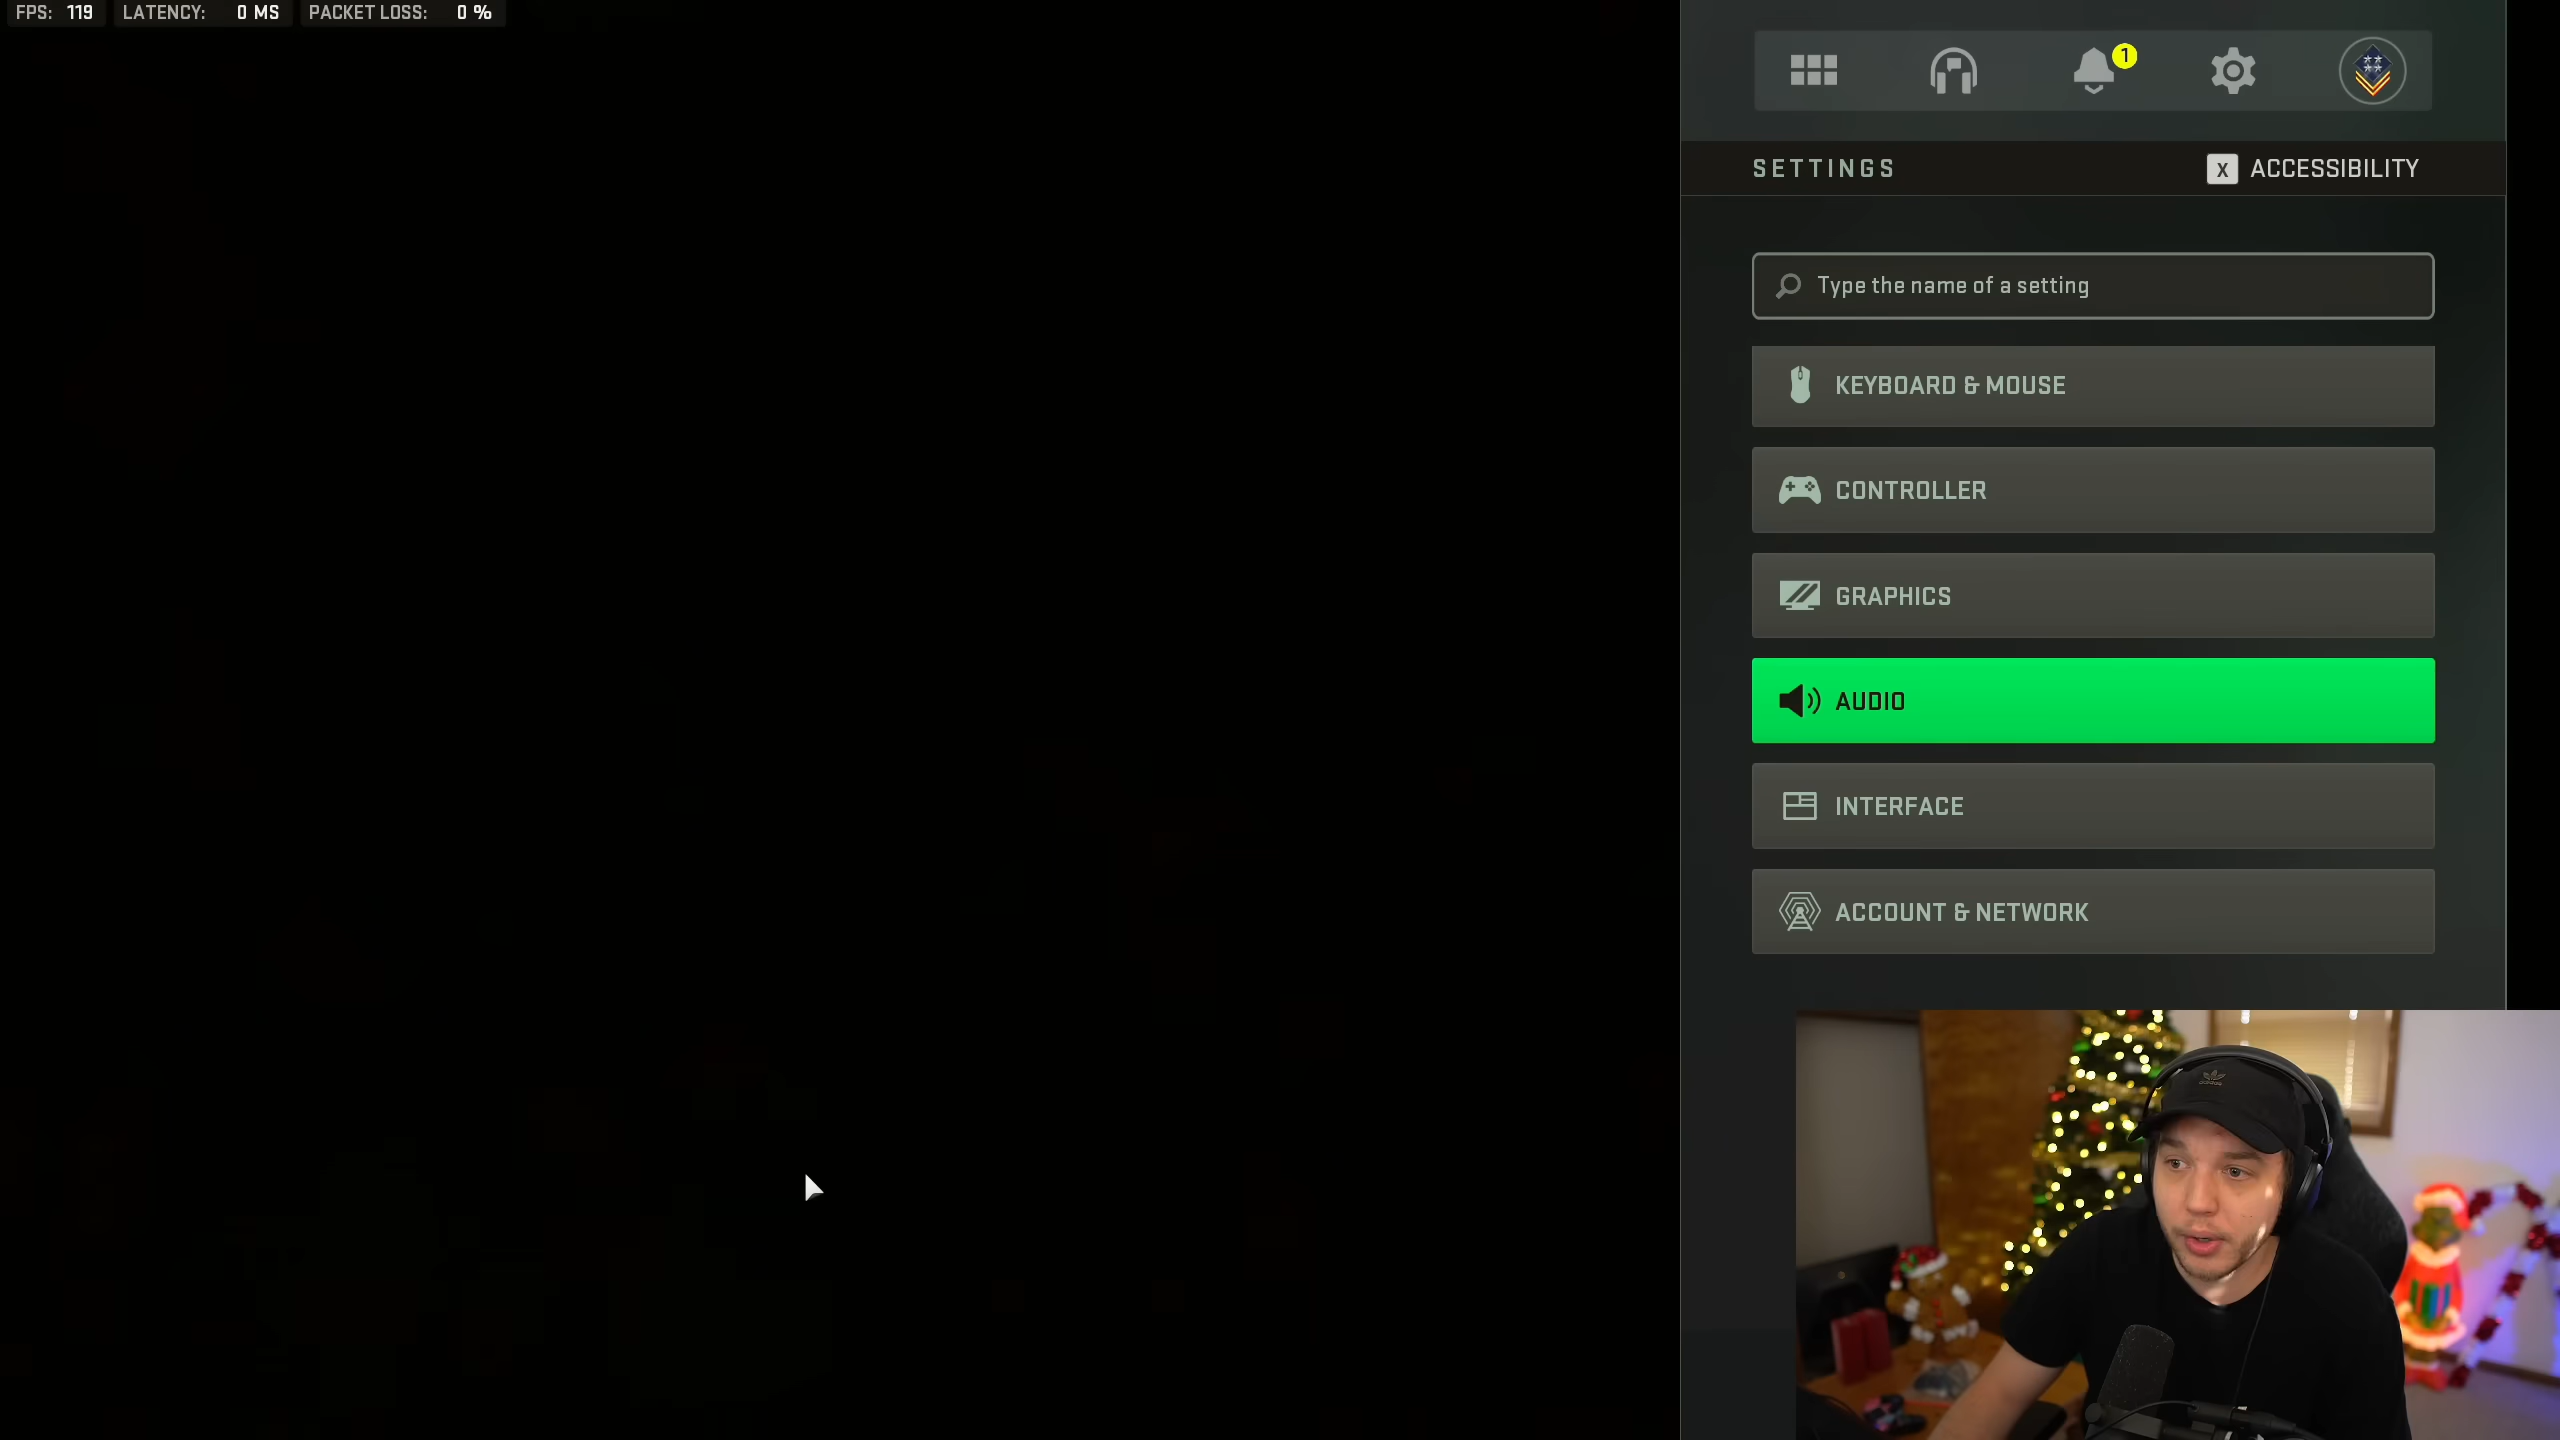 FPS: 119 LATENCY: 0 MS PACKET LOSS: 0 %
1
SETTINGS
X ACCESSIBILITY
Type the name of a setting
KEYBOARD & MOUSE
CONTROLLER
GRAPHICS
AUDIO
INTERFACE
ACCOUNT & NETWORK
adidas